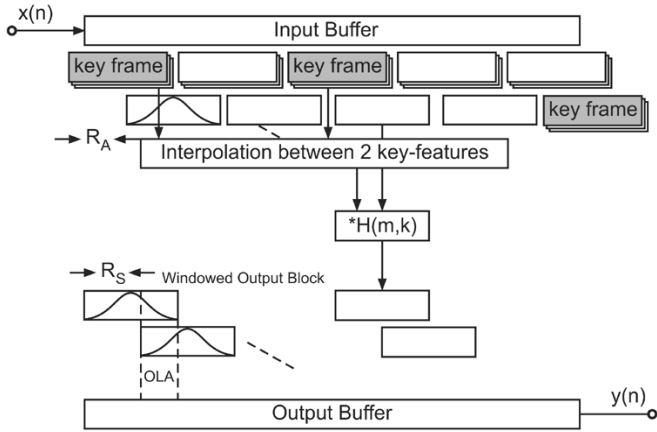 x(n)
Input Buffer
key frame
key frame
key frame
R_A
Interpolation between 2 key-features
*H(m,k)
R_S
Windowed Output Block
OLA
y(n)
Output Buffer